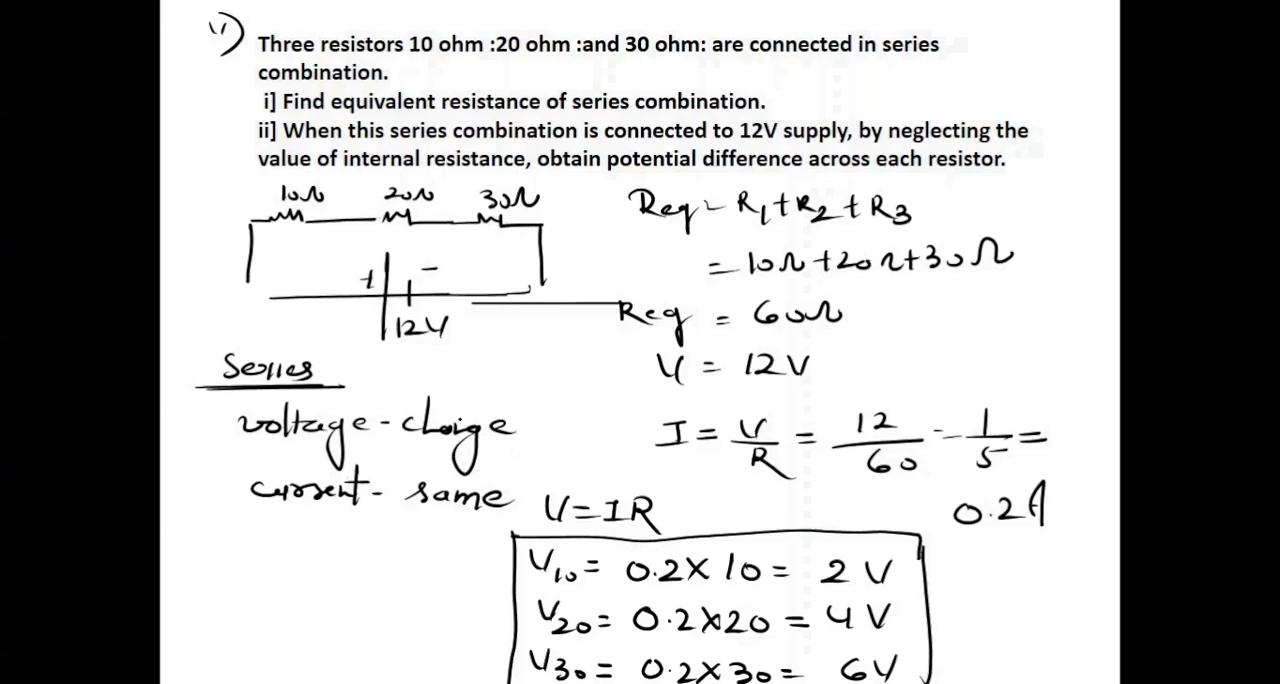 1)
Three resistors 10 ohm :20 ohm :and 30 ohm: are connected in series
combination.
i] Find equivalent resistance of series combination.
ii] When this series combination is connected to 12V supply, by neglecting the
value of internal resistance, obtain potential difference across each resistor.
10Ω 20Ω 30Ω
+ -
12V
Series
voltage - change
current - same
Req = R1 + R2 + R3
= 10Ω + 20Ω + 30Ω
Req = 60Ω
V = 12V
I = V/R = 12/60 = 1/5 =
0.2A
V = IR
V10 = 0.2 × 10 = 2 V
V20 = 0.2 × 20 = 4 V
V30 = 0.2 × 30 = 6V